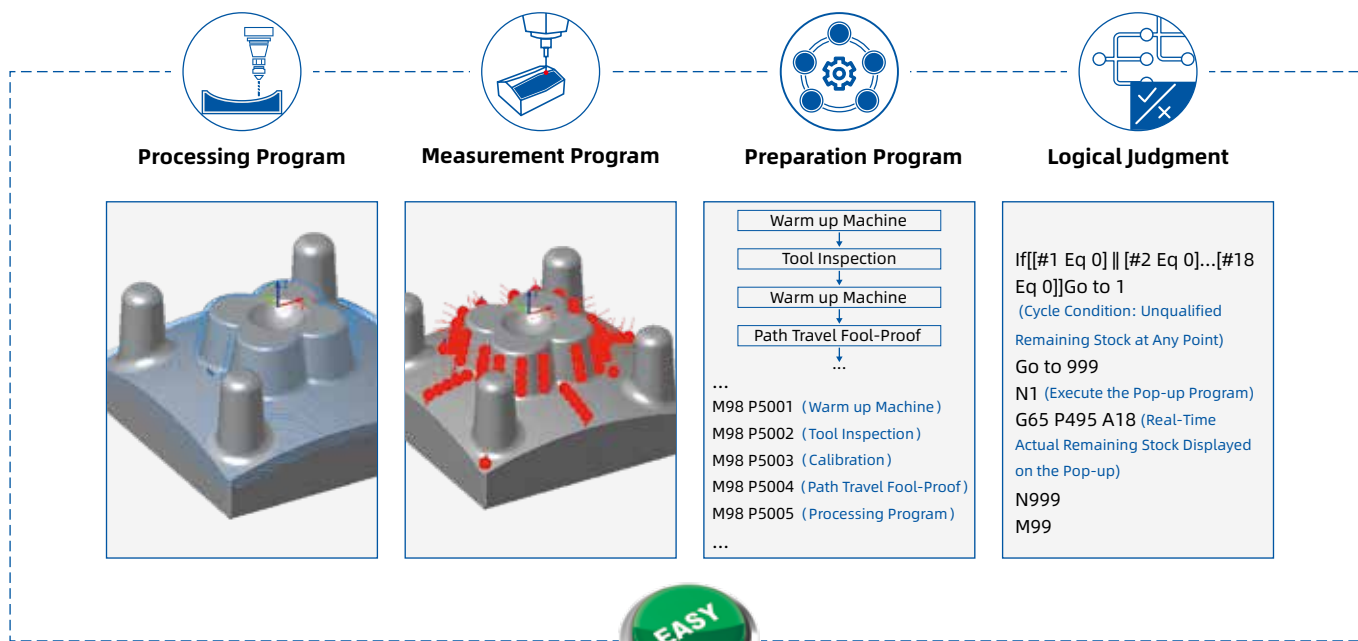 Processing Program
Measurement Program
Preparation Program
Logical Judgment
Warm up Machine
Tool Inspection
Warm up Machine
Path Travel Fool-Proof
...
...
M98 P5001 (Warm up Machine)
M98 P5002 (Tool Inspection)
M98 P5003 (Calibration)
M98 P5004 (Path Travel Fool-Proof)
M98 P5005 (Processing Program)
...
If[[#1 Eq 0] || [#2 Eq 0]...[#18
Eq 0]]Go to 1
(Cycle Condition: Unqualified
Remaining Stock at Any Point)
Go to 999
N1 (Execute the Pop-up Program)
G65 P495 A18 (Real-Time
Actual Remaining Stock Displayed
on the Pop-up)
N999
M99
EASY